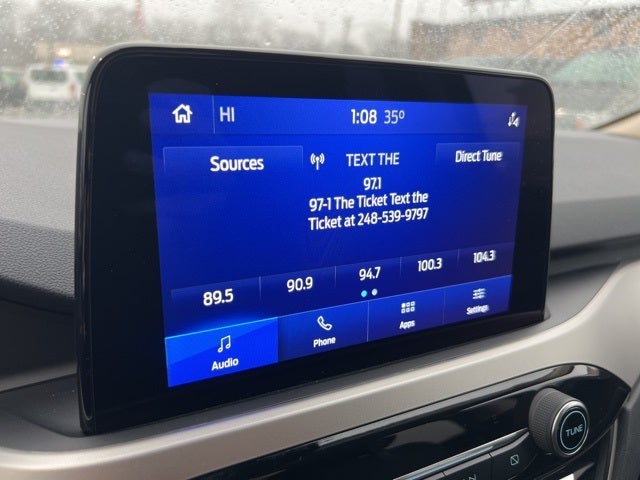 HI
1:08 35°
Sources
TEXT THE
Direct Tune
97.1
97-1 The Ticket Text the
Ticket at 248-539-9797
89.5
90.9
94.7
100.3
104.3
Audio
Phone
Apps
Settings
TUNE